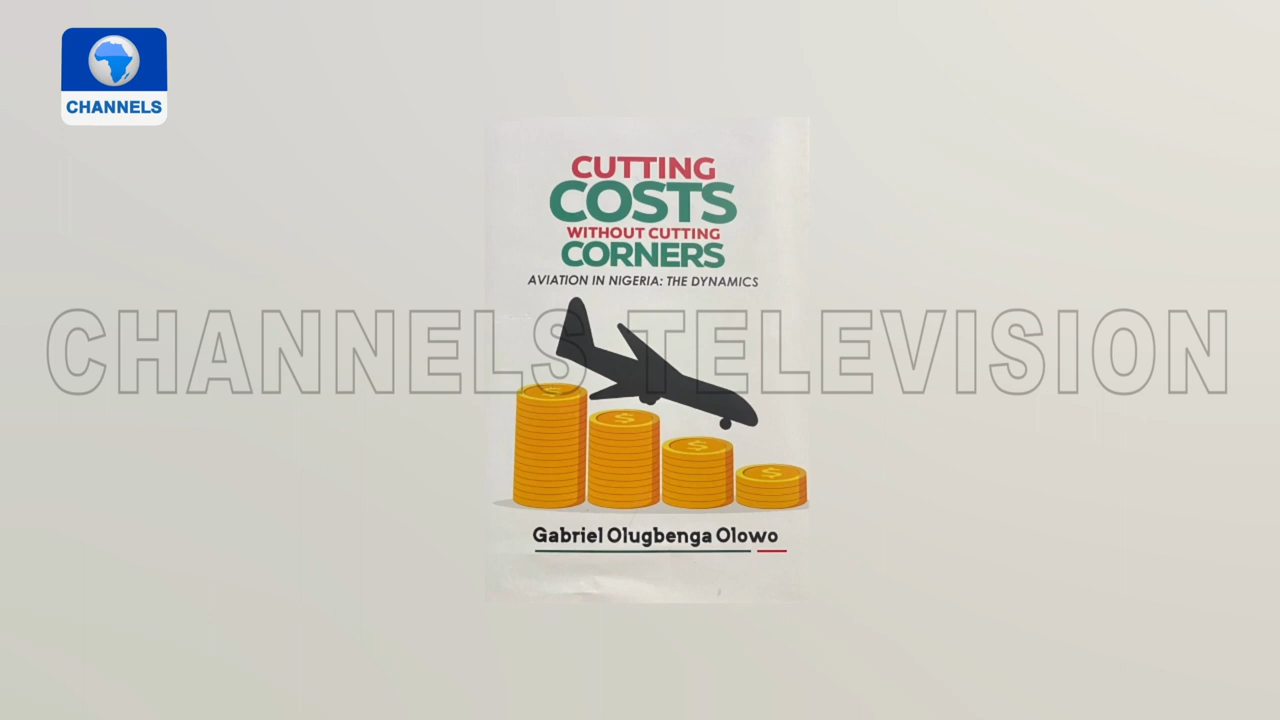 CHANNELS
CUTTING
COSTS
WITHOUT CUTTING
CORNERS
AVIATION IN NIGERIA: THE DYNAMICS
CHANNELS TELEVISION
Gabriel Olugbenga Olowo